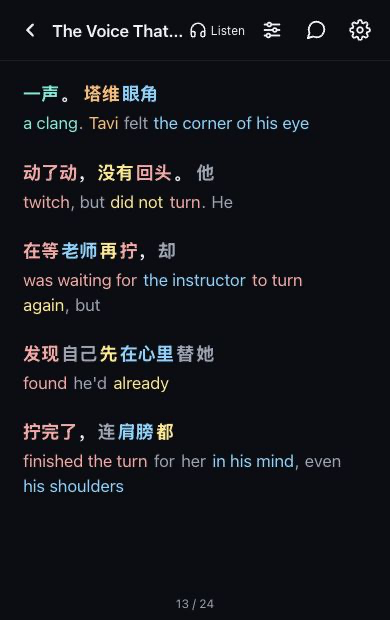 The Voice That... Listen
一声。 塔维眼角
a clang. Tavi felt the corner of his eye
动了动，没有回头。 他
twitch, but did not turn. He
在等老师再拧，却
was waiting for the instructor to turn
again, but
发现自己先在心里替她
found he'd already
拧完了，连肩膀都
finished the turn for her in his mind, even
his shoulders
13 / 24